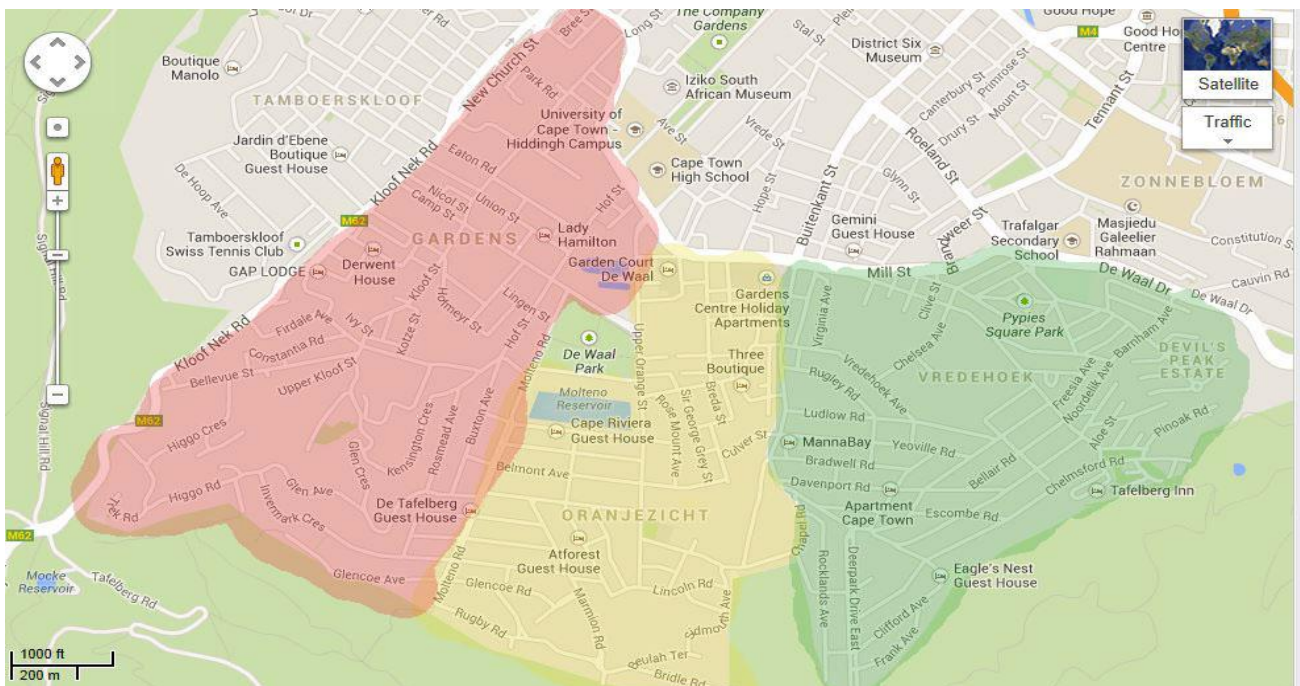 Good Hope
The Company
Gardens
Bree St
Long St
Stal St
M4
Good Ho
Centre
Boutique
Manolo
New Church St
District Six
Museum
Satellite
Park Rd
Iziko South
African Museum
Canterbury St
Primrose St
Mount St
Tennant St
TAMBOERSKLOOF
University of
Cape Town -
Hiddingh Campus
Ave St
Vrede St
Drury St
Roeland St
Traffic
Jardin d'Ebene
Boutique
Guest House
Eaton Rd
Cape Town
High School
Kloof Nek Rd
De Hoop Ave
Nicol St
Camp St
Union St
Hof St
Hope St
Buitenkant St
Glynn St
ZONNEBLOEM
M62
Gemini
Guest House
Trafalgar
Secondary
School
Masjiedu
Galeelier
Rahmaan
Constitution S
Tamboerskloof
Swiss Tennis Club
GARDENS
Lady
Hamilton
GAP LODGE
Derwent
House
Garden Court
De Waal
Mill St
De Waal Dr
Cauvin Rd
De Waal Dr
Kloof St
Hofmeyr St
Lingen St
Gardens
Centre Holiday
Apartments
Virginia Ave
Clive St
Pypies
Square Park
Signal Hill Rd
Kloof Nek Rd
Firdale Ave
Ivy St
Kotze St
Hof St
Molteno Rd
De Waal
Park
Upper Orange St
Chelsea Ave
Barnham Ave
Constantia Rd
Three
Boutique
Vredehoek Ave
DEVIL'S
PEAK
ESTATE
Bellevue St
Upper Kloof St
Rugley Rd
VREDEHOEK
Freesia Ave
Noordelik Ave
Molteno
Reservoir
Breda St
Sir George Grey St
Rose Mount Ave
Signal Hill Rd
M62
Higgo Cres
Buxton Ave
Rosmead Ave
Kensington Cres
Cape Riviera
Guest House
Culver St
Ludlow Rd
MannaBay
Yeoville Rd
Aloe St
Pinoak Rd
Glen Cres
Belmont Ave
Bradwell Rd
Bellair Rd
Chelmsford Rd
Higgo Rd
Glen Ave
Davenport Rd
Tafelberg Inn
Trek Rd
Invermark Cres
De Tafelberg
Guest House
ORANJEZICHT
Chapel Rd
Apartment
Cape Town
Escombe Rd
M62
Atforest
Guest House
Rocklands Ave
Deerpark Drive East
Eagle's Nest
Guest House
Mocke
Reservoir
Tafelberg Rd
Glencoe Ave
Molteno Rd
Glencoe Rd
Lincoln Rd
Marmion Rd
Clifford Ave
Rugby Rd
Frank Ave
1000 ft
200 m
Beulah Ter
Bridle Rd